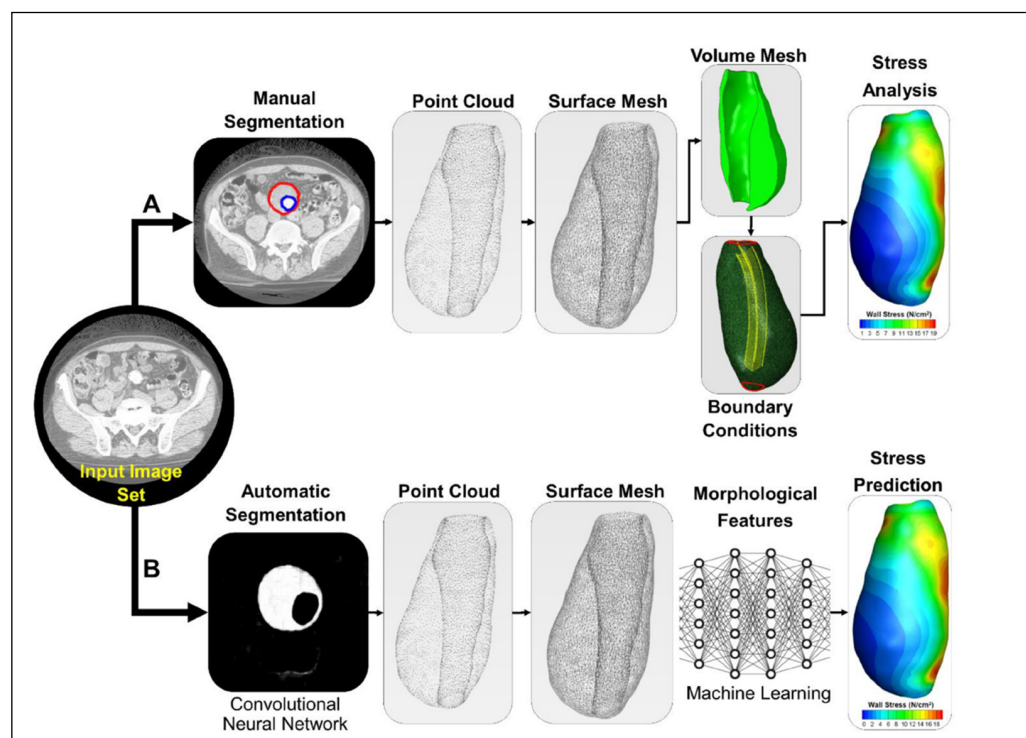 Manual
Segmentation
Point Cloud
Surface Mesh
Volume Mesh
Stress
Analysis
A
Wall Stress (N/cm²)
1 3 5 7 9 11 13 15 17 19
Boundary
Conditions
Input Image
Set
B
Automatic
Segmentation
Point Cloud
Surface Mesh
Morphological
Features
Stress
Prediction
Convolutional
Neural Network
Machine Learning
Wall Stress (N/cm²)
0 2 4 6 8 10 12 14 16 18